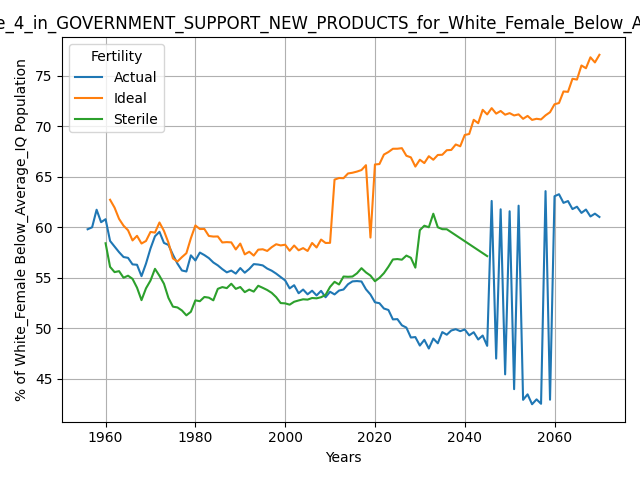 e_4_in_GOVERNMENT_SUPPORT_NEW_PRODUCTS_for_White_Female_Below_A
Fertility
Actual
Ideal
Sterile
% of White_Female Below_Average_IQ Population
75
70
65
60
55
50
45
1960
1980
2000
2020
2040
2060
Years